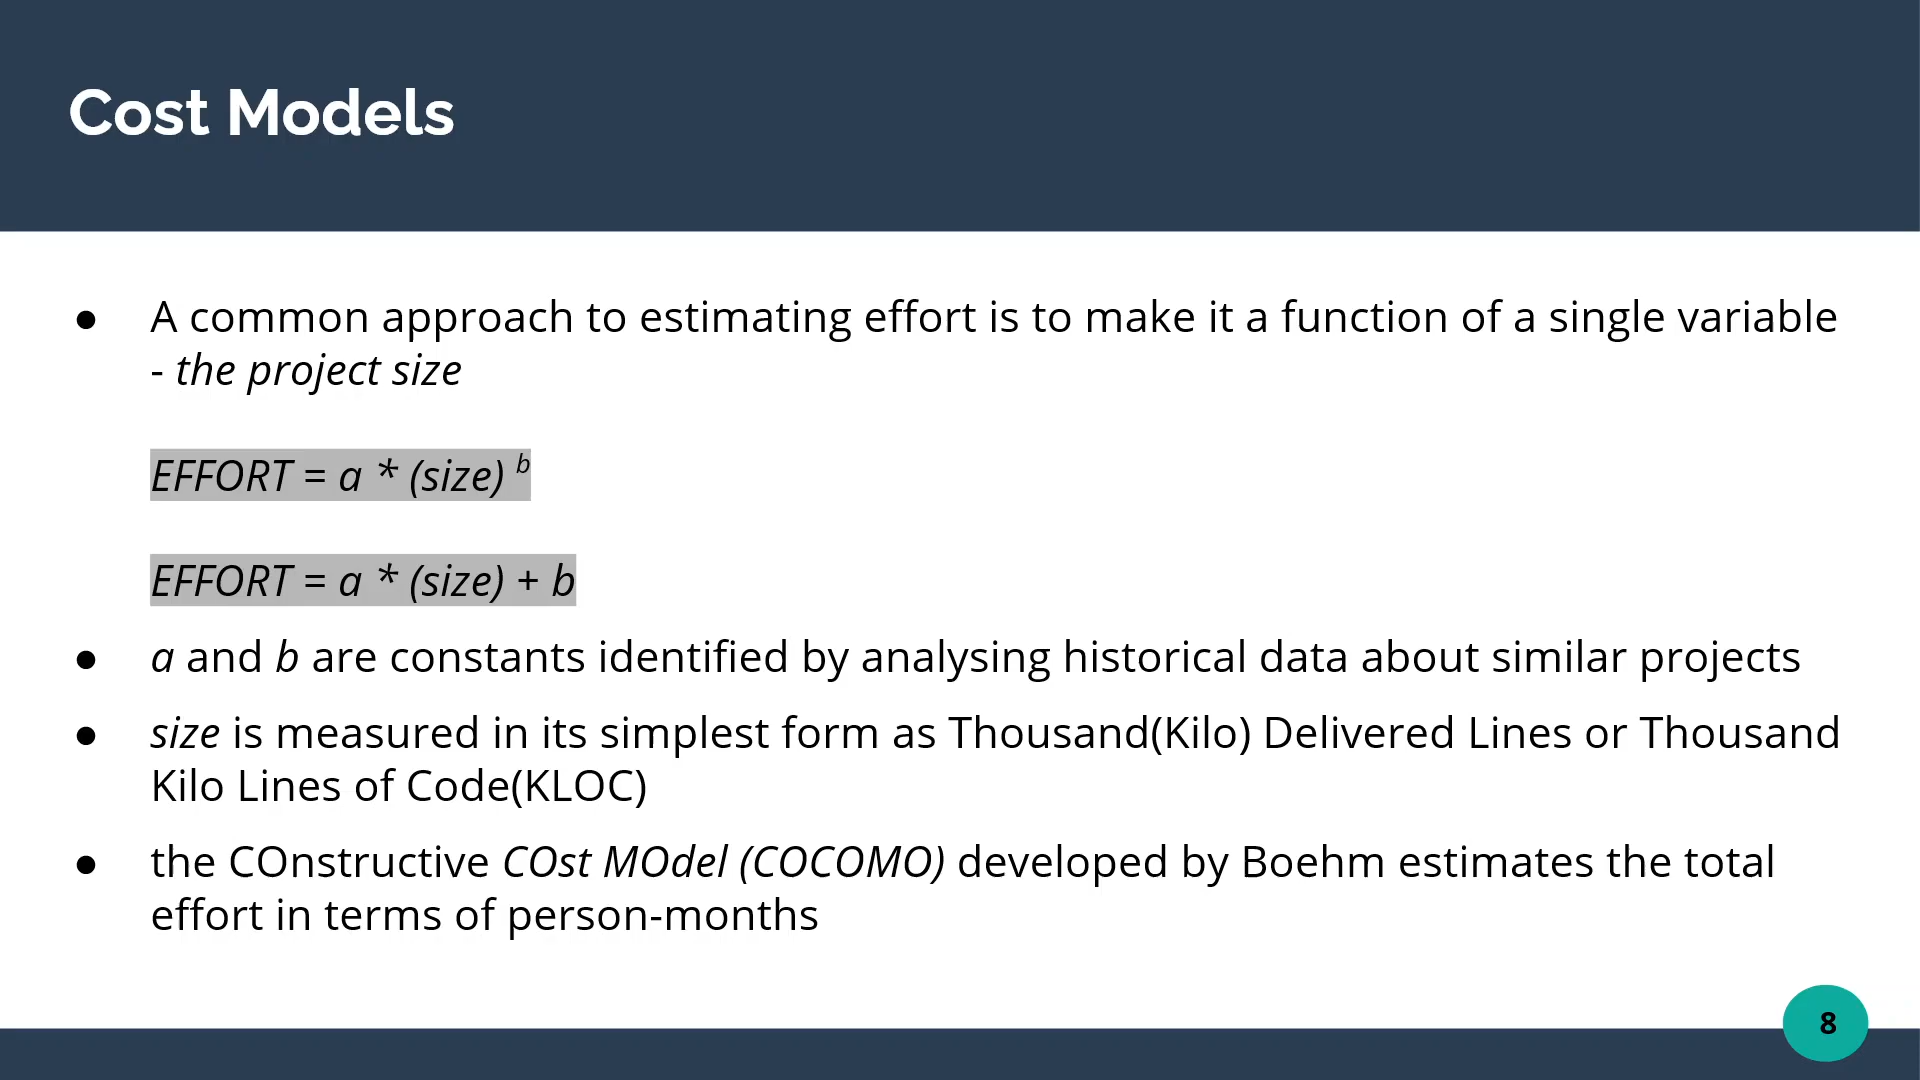 Cost Models
● A common approach to estimating effort is to make it a function of a single variable
- the project size
EFFORT = a * (size) ᵇ
EFFORT = a * (size) + b
● a and b are constants identified by analysing historical data about similar projects
● size is measured in its simplest form as Thousand(Kilo) Delivered Lines or Thousand
Kilo Lines of Code(KLOC)
● the COnstructive COst MOdel (COCOMO) developed by Boehm estimates the total
effort in terms of person-months
8